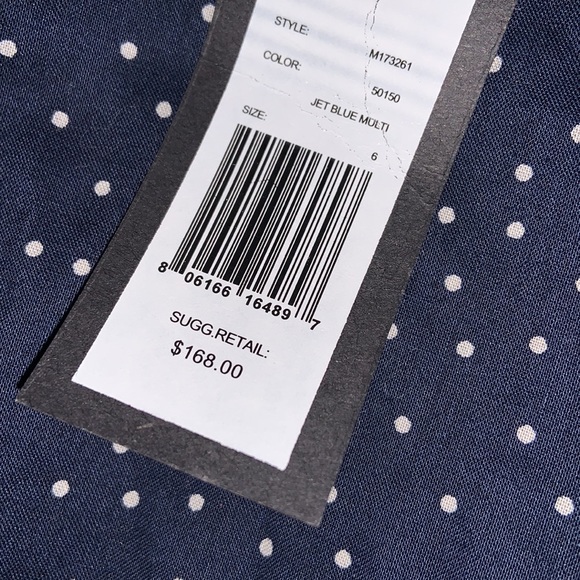 STYLE: M173261
COLOR: 50150
JET BLUE MULTI
SIZE: 6
8 06166 16489 7
SUGG.RETAIL:
$168.00